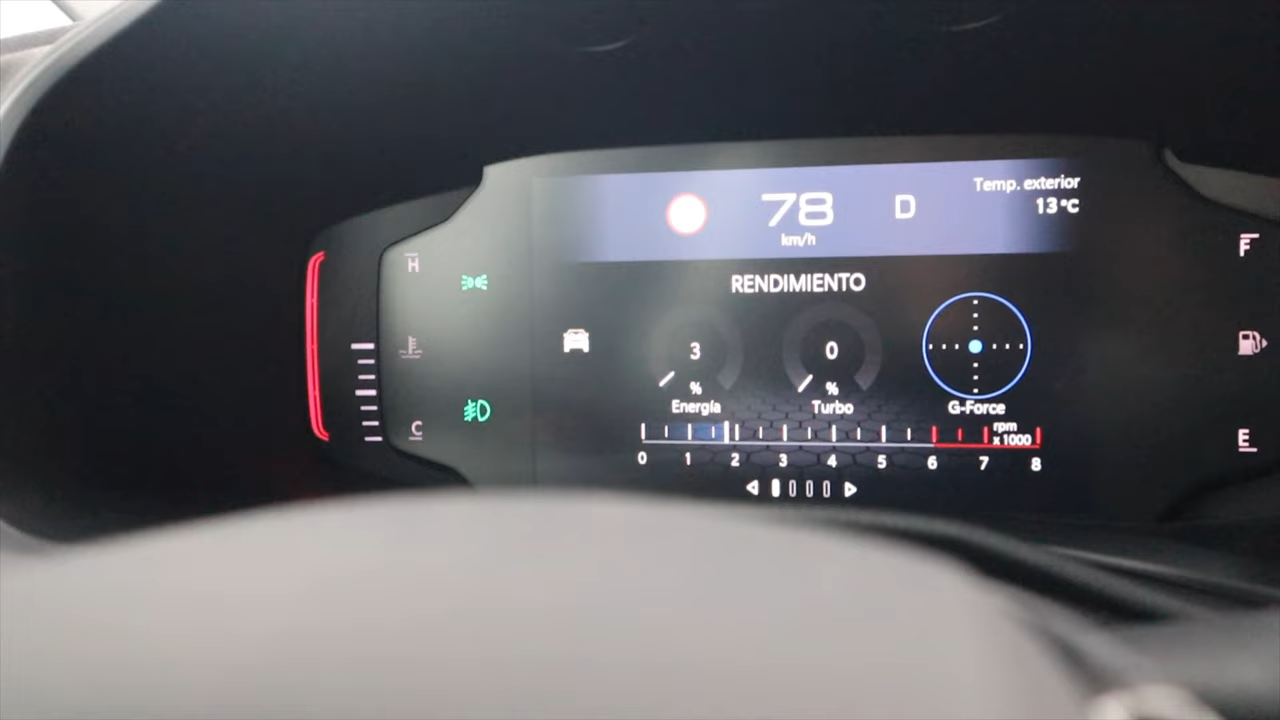 78
km/h
D
Temp. exterior
13°C
H
C
RENDIMIENTO
3
%
Energía
0
%
Turbo
G-Force
rpm
x 1000
0 1 2 3 4 5 6 7 8
F
E